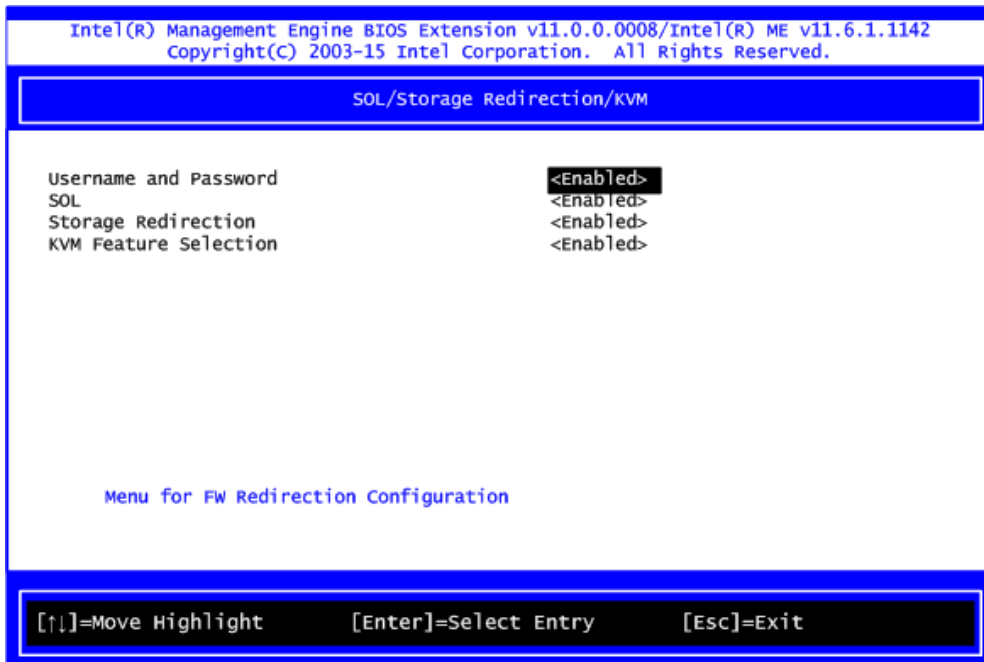 Intel(R) Management Engine BIOS Extension v11.0.0.0008/Intel(R) ME v11.6.1.1142
Copyright(C) 2003-15 Intel Corporation. All Rights Reserved.
SOL/Storage Redirection/KVM
Username and Password <Enabled>
SOL <Enabled>
Storage Redirection <Enabled>
KVM Feature Selection <Enabled>
Menu for FW Redirection Configuration
[↑↓]=Move Highlight [Enter]=Select Entry [Esc]=Exit